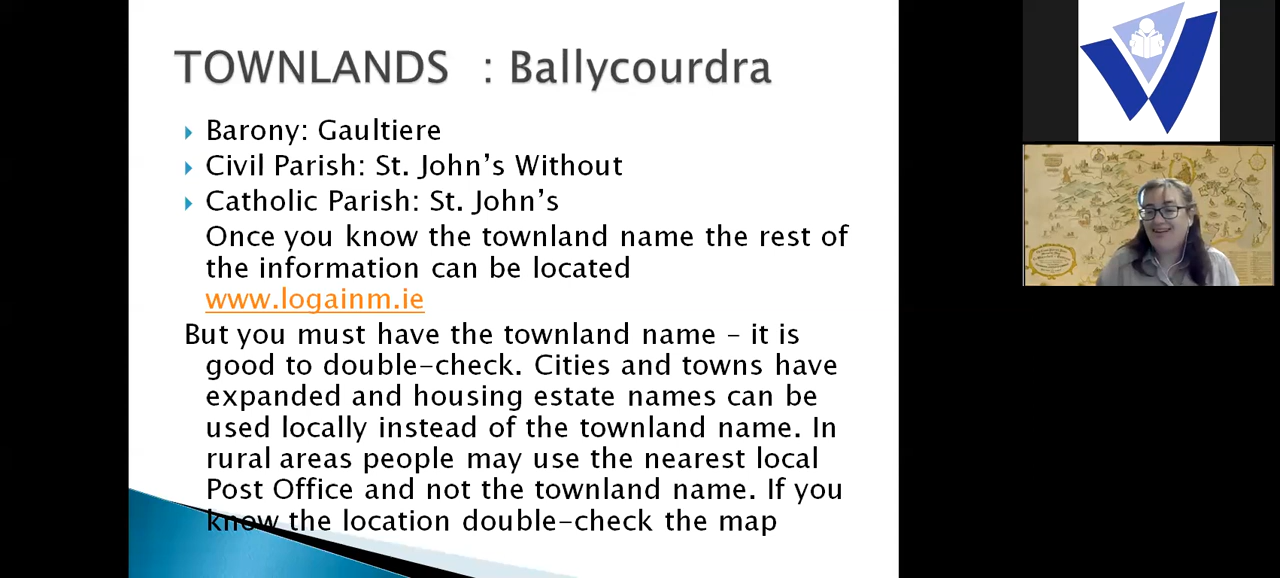 TOWNLANDS : Ballycourdra
Barony: Gaultiere
Civil Parish: St. John's Without
Catholic Parish: St. John's
Once you know the townland name the rest of
the information can be located
www.logainm.ie
But you must have the townland name – it is
good to double-check. Cities and towns have
expanded and housing estate names can be
used locally instead of the townland name. In
rural areas people may use the nearest local
Post Office and not the townland name. If you
know the location double-check the map